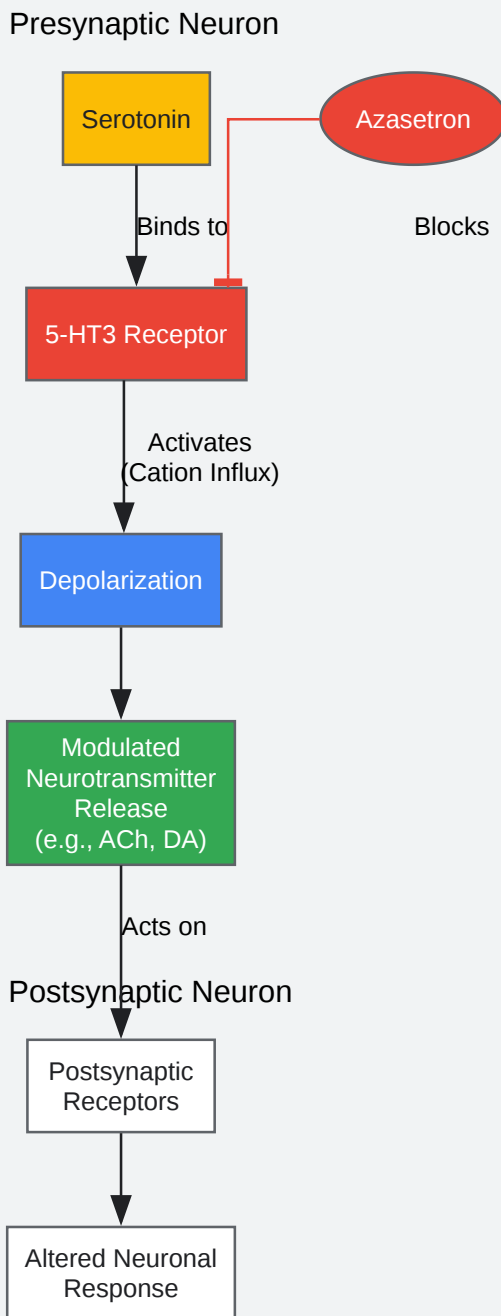 Presynaptic Neuron
Serotonin
Azasetron
Binds to
Blocks
5-HT3 Receptor
Activates
(Cation Influx)
Depolarization
Modulated
Neurotransmitter
Release
(e.g., ACh, DA)
Acts on
Postsynaptic Neuron
Postsynaptic
Receptors
Altered Neuronal
Response